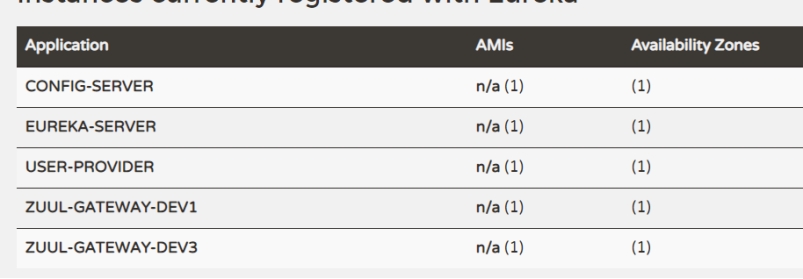 Instances currently registered with Eureka
Application AMIs Availability Zones
CONFIG-SERVER n/a (1) (1)
EUREKA-SERVER n/a (1) (1)
USER-PROVIDER n/a (1) (1)
ZUUL-GATEWAY-DEV1 n/a (1) (1)
ZUUL-GATEWAY-DEV3 n/a (1) (1)